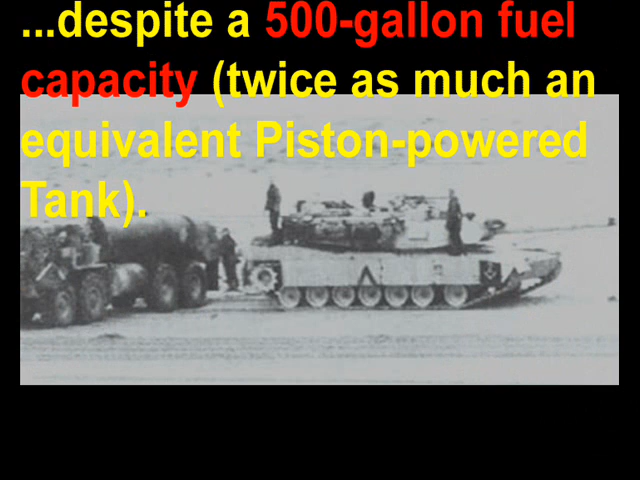 ...despite a 500-gallon fuel
capacity (twice as much an
equivalent Piston-powered
Tank).